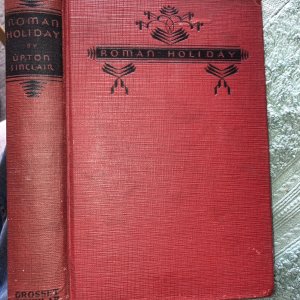 ROMAN
HOLIDAY
BY
UPTON
SINCLAIR
GROSSET
ROMAN HOLIDAY